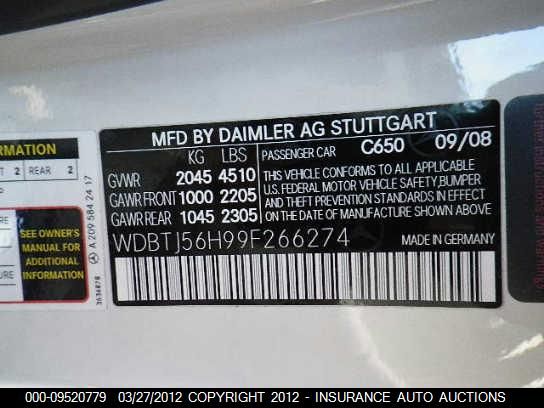 MFD BY DAIMLER AG STUTTGART
KG LBS
PASSENGER CAR C650 09/08
GVWR 2045 4510
GAWR FRONT 1000 2205
GAWR REAR 1045 2305
THIS VEHICLE CONFORMS TO ALL APPLICABLE
U.S. FEDERAL MOTOR VEHICLE SAFETY, BUMPER
AND THEFT PREVENTION STANDARDS IN EFFECT
ON THE DATE OF MANUFACTURE SHOWN ABOVE
WDBTJ56H99F266274
MADE IN GERMANY
FORMATION
2 REAR 2
SEE OWNER'S
MANUAL FOR
ADDITIONAL
INFORMATION
A 209 584 24 17
000-09520779 03/27/2012 COPYRIGHT 2012 - INSURANCE AUTO AUCTIONS